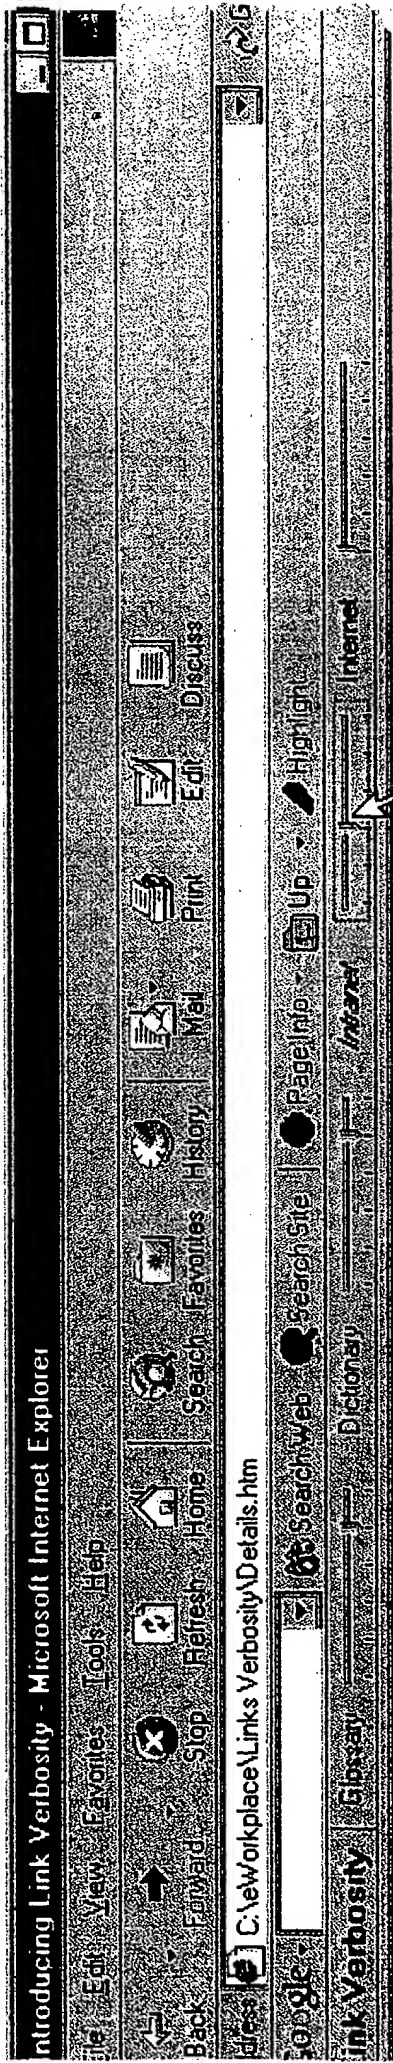 ntroducing Link Verbosity - Microsoft Internet Explorer
ile Edit View Favorites Tools Help
Back Forward Stop Refresh Home Search Favorites History Mail Print Edit Discuss
dress C:\eWorkplace\Links Verbosity\Details.htm G
oogle Search Web Search Site Page Info Up Highlight
ink Verbosity Glossary Dictionary Intranet Internet